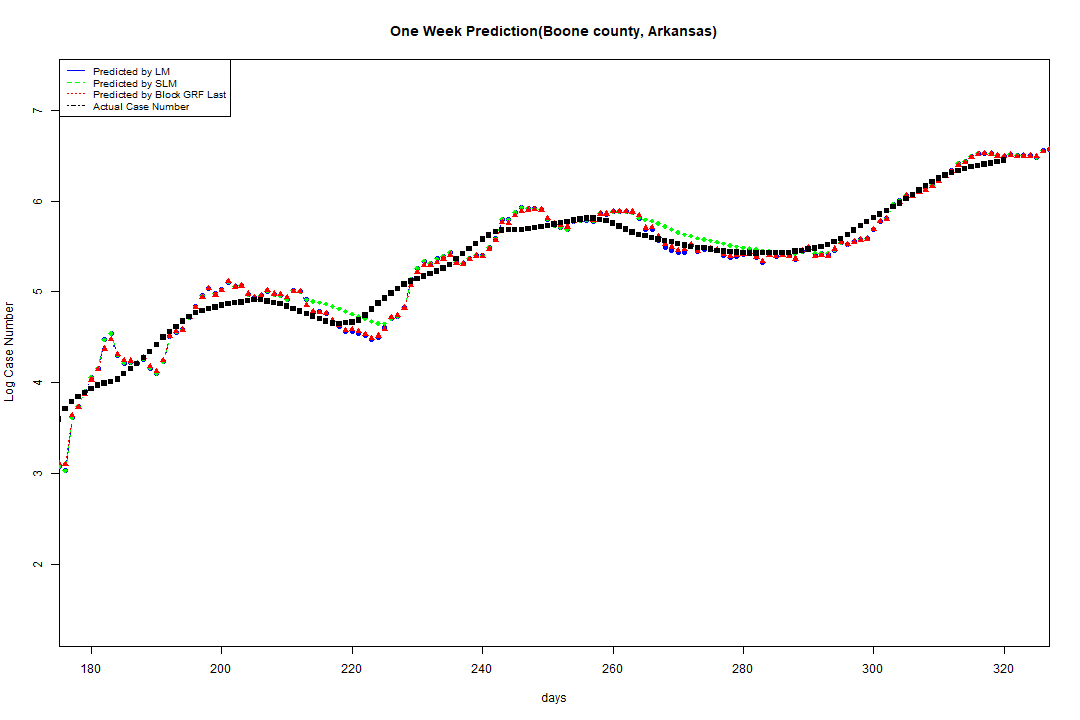 One Week Prediction(Boone county, Arkansas)
Predicted by LM
Predicted by SLM
Predicted by Block GRF Last
Actual Case Number
7
6
5
4
3
2
Log Case Number
180 200 220 240 260 280 300 320
days